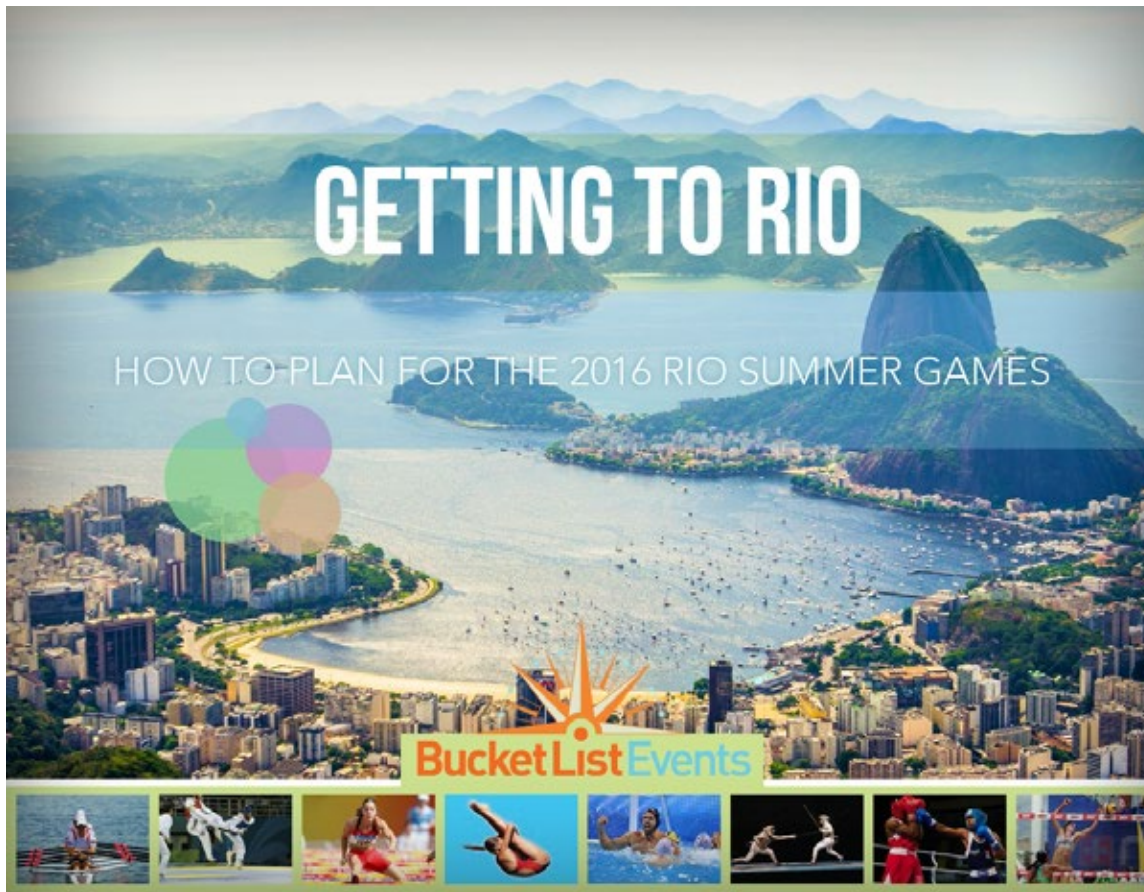 GETTING TO RIO
HOW TO PLAN FOR THE 2016 RIO SUMMER GAMES
BucketListEvents